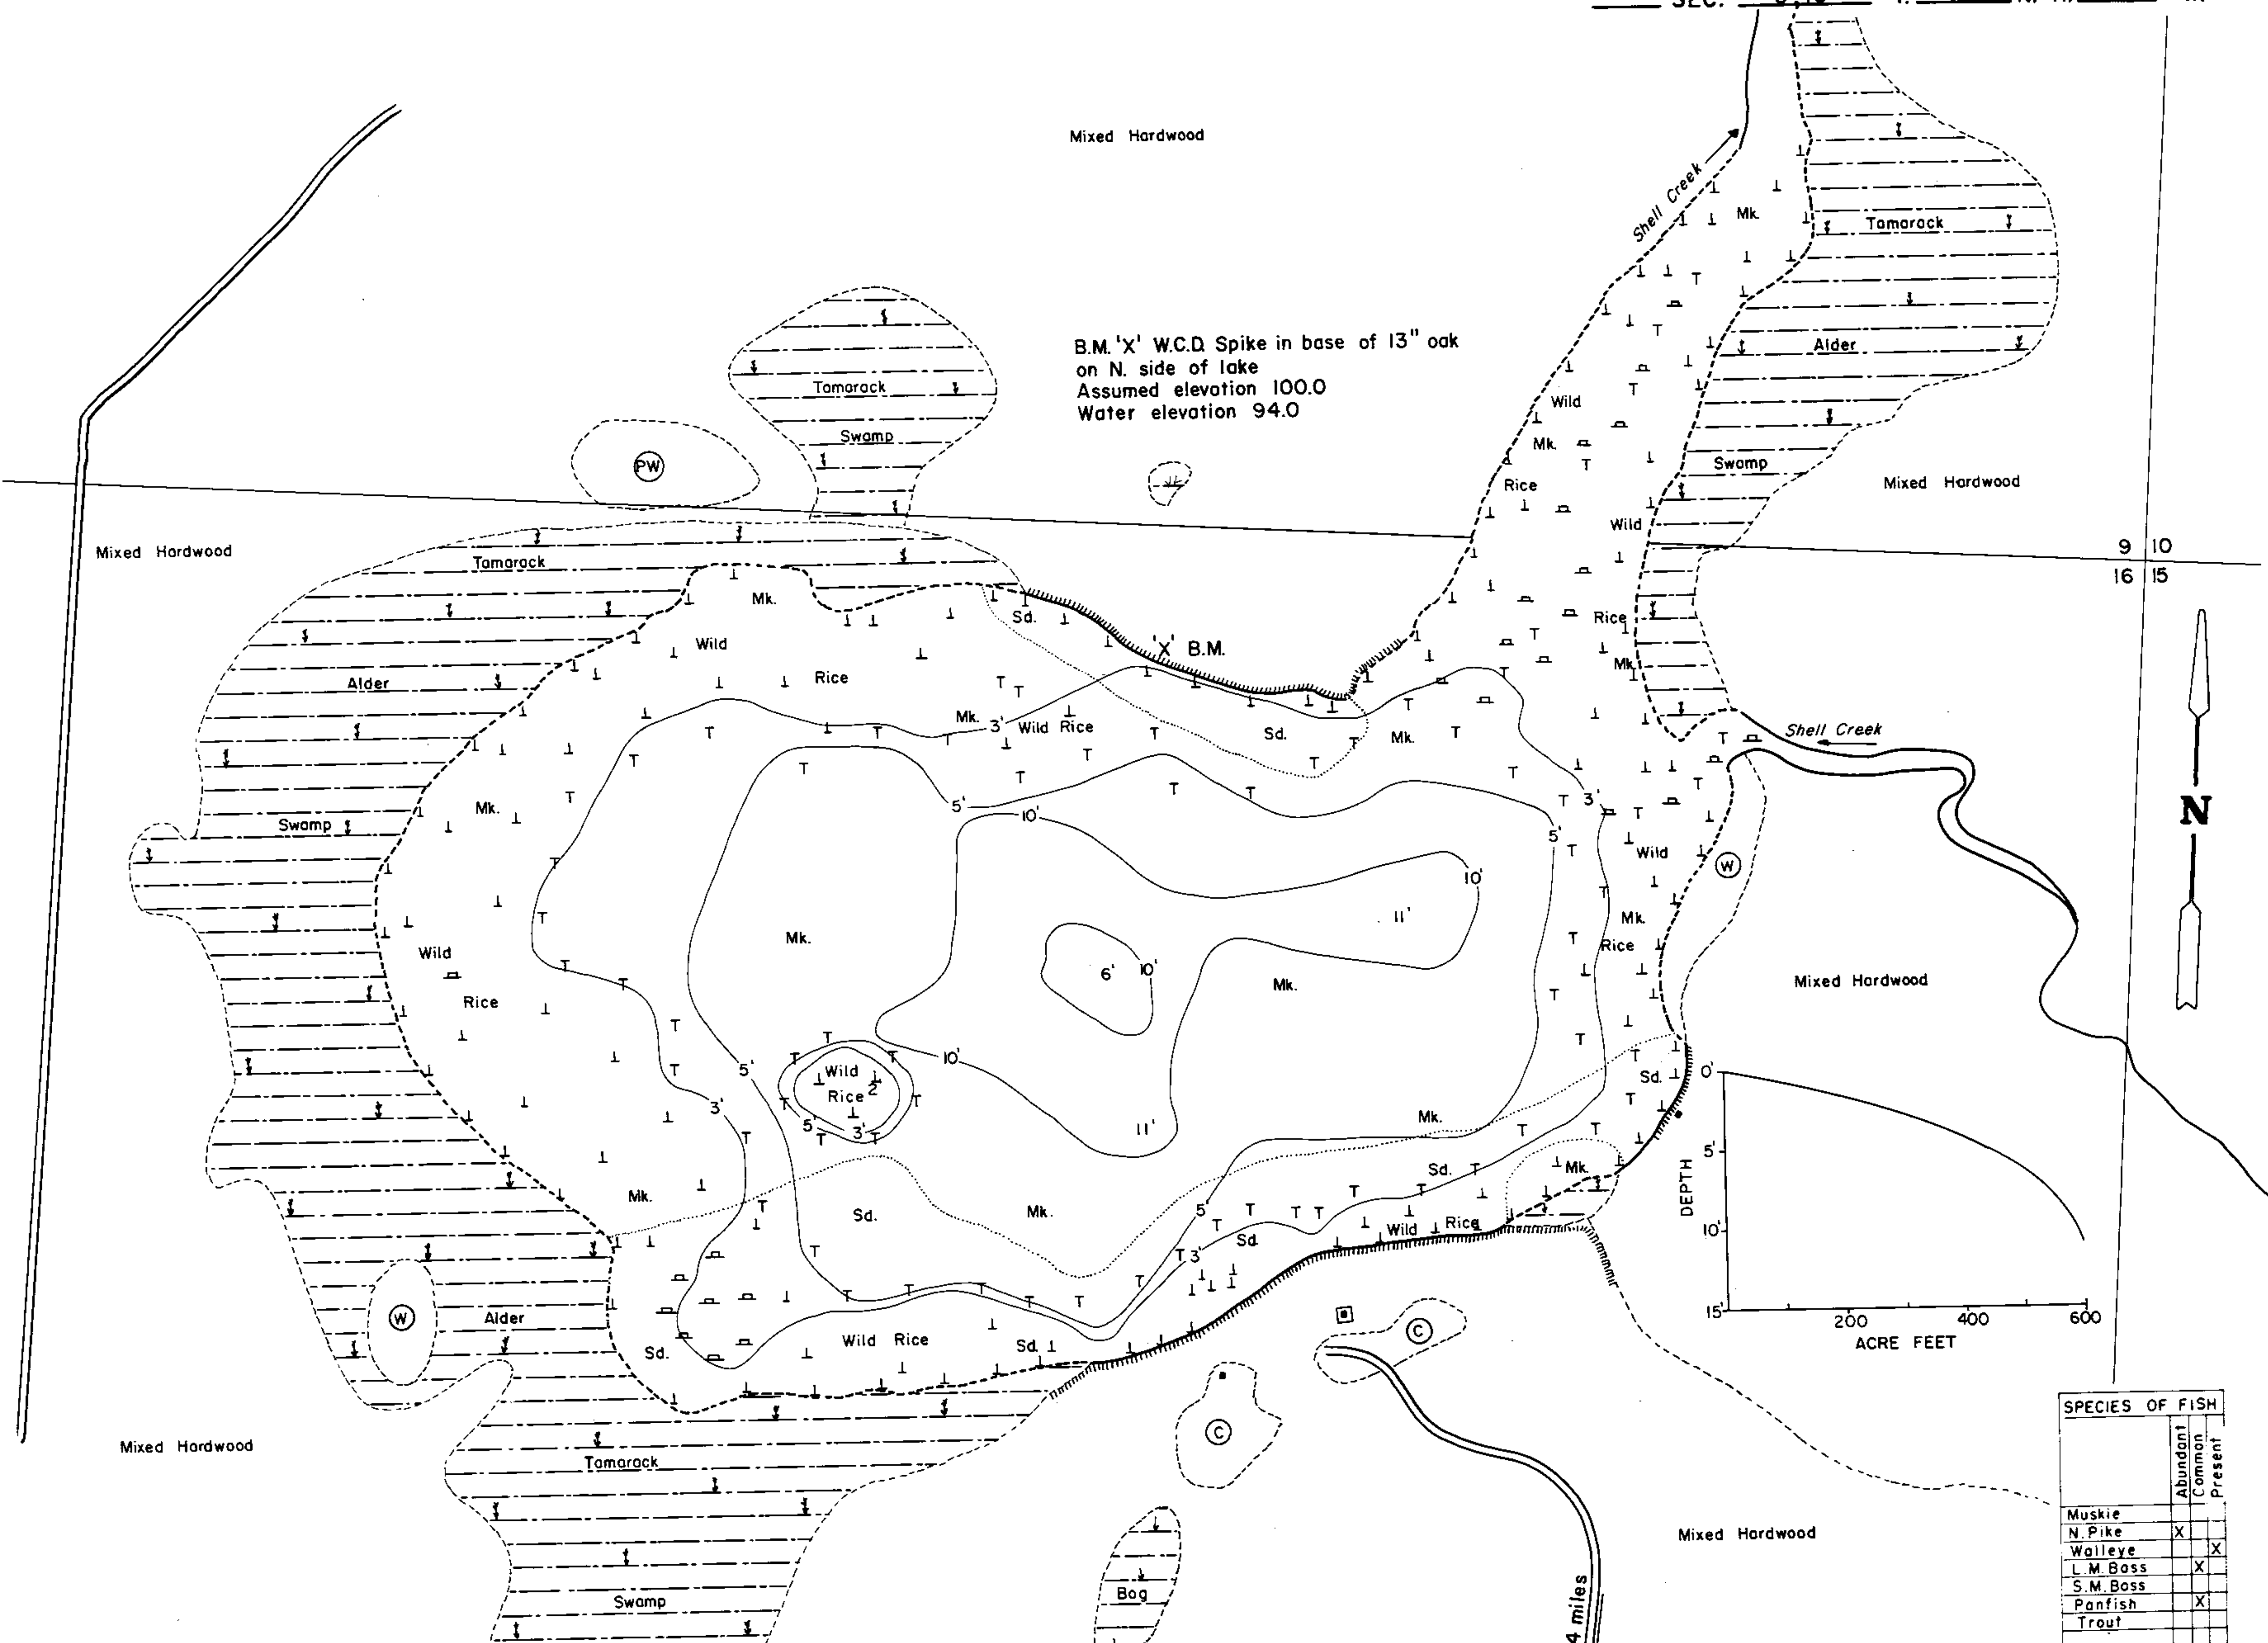 SEC.
Mixed Hardwood
Shell Creek
Mk.
Tamarack
Alder
Swamp
Mixed Hardwood
B.M. 'X' W.C.D. Spike in base of 13" oak
on N. side of lake
Assumed elevation 100.0
Water elevation 94.0
Tamarack
Swamp
PW
Wild
Mk.
Rice
Wild
Rice
Mk.
9 10
16 15
Mixed Hardwood
Tamarack
Alder
Swamp
Mk.
Wild
Rice
Sd.
'X' B.M.
Mk.
3'
Wild Rice
Sd.
Mk.
Shell Creek
N
Mk.
5'
10'
3'
5'
Wild
W
Mk.
Rice
10'
11'
Mk.
Wild
Rice
6'
10'
Mk.
Mixed Hardwood
5'
10'
Wild
Rice 2'
5'
3'
3'
Mk.
11'
Sd.
Mk.
Sd.
Mk.
Sd.
Mk.
5'
Wild Rice
Sd.
3'
W
Alder
Sd.
Wild Rice
Sd.
0'
5'
10'
15'
DEPTH
200
400
600
ACRE FEET
C
C
Mixed Hardwood
Tamarack
Swamp
Bog
4 miles
Mixed Hardwood
SPECIES OF FISH
Abundant
Common
Present
Muskie
N. Pike X
Walleye X
L.M. Bass X
S.M. Bass
Panfish X
Trout